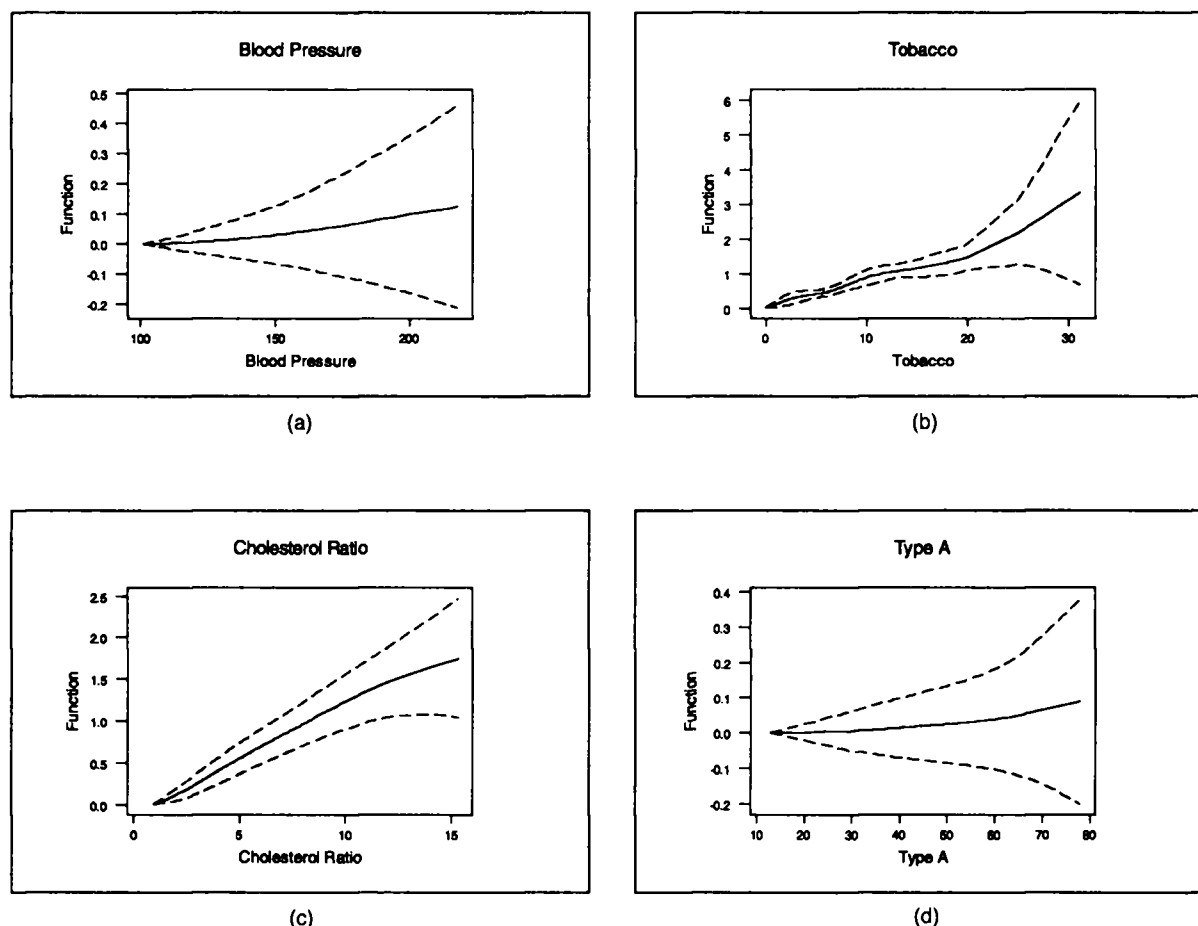 Blood Pressure
Function
0.5
0.4
0.3
0.2
0.1
0.0
-0.1
-0.2
100 150 200
Blood Pressure
(a)
Tobacco
Function
6
5
4
3
2
1
0
0 10 20 30
Tobacco
(b)
Cholesterol Ratio
Function
2.5
2.0
1.5
1.0
0.5
0.0
0 5 10 15
Cholesterol Ratio
(c)
Type A
Function
0.4
0.3
0.2
0.1
0.0
-0.1
-0.2
10 20 30 40 50 60 70 80
Type A
(d)